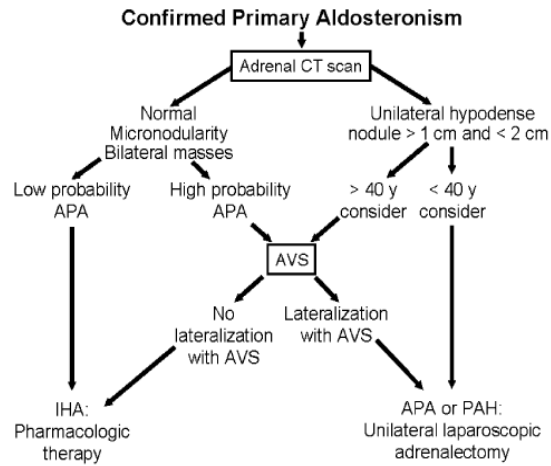 Confirmed Primary Aldosteronism
Adrenal CT scan
Normal
Micronodularity
Bilateral masses
Unilateral hypodense
nodule > 1 cm and < 2 cm
Low probability
APA
High probability
APA
> 40 y
consider
< 40 y
consider
AVS
No
lateralization
with AVS
Lateralization
with AVS
IHA:
Pharmacologic
therapy
APA or PAH:
Unilateral laparoscopic
adrenalectomy